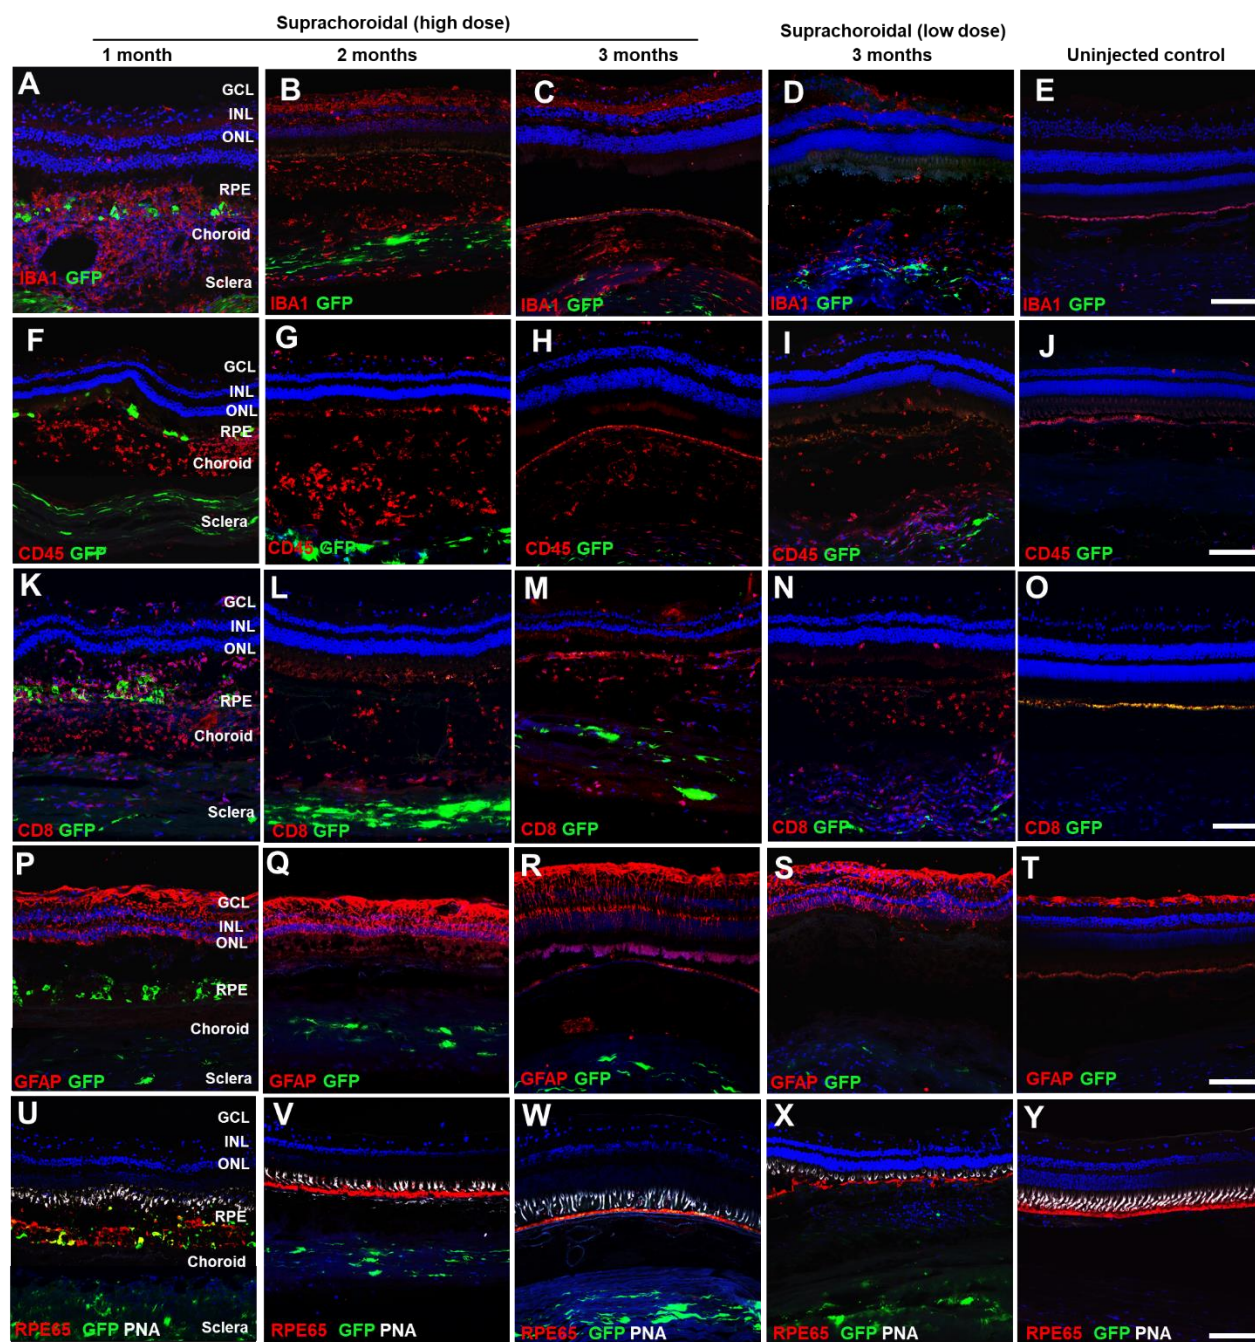 Suprachoroidal (high dose)
Suprachoroidal (low dose)
1 month
2 months
3 months
3 months
Uninjected control
A
GCL
INL
ONL
RPE
Choroid
Sclera
IBA1 GFP
B
IBA1 GFP
C
IBA1 GFP
D
IBA1 GFP
E
IBA1 GFP
F
GCL
INL
ONL
RPE
Choroid
Sclera
CD45 GFP
G
CD45 GFP
H
CD45 GFP
I
CD45 GFP
J
CD45 GFP
K
GCL
INL
ONL
RPE
Choroid
Sclera
CD8 GFP
L
CD8 GFP
M
CD8 GFP
N
CD8 GFP
O
CD8 GFP
P
GCL
INL
ONL
RPE
Choroid
Sclera
GFAP GFP
Q
GFAP GFP
R
GFAP GFP
S
GFAP GFP
T
GFAP GFP
U
GCL
INL
ONL
RPE
Choroid
Sclera
RPE65 GFP PNA
V
RPE65 GFP PNA
W
RPE65 GFP PNA
X
RPE65 GFP PNA
Y
RPE65 GFP PNA